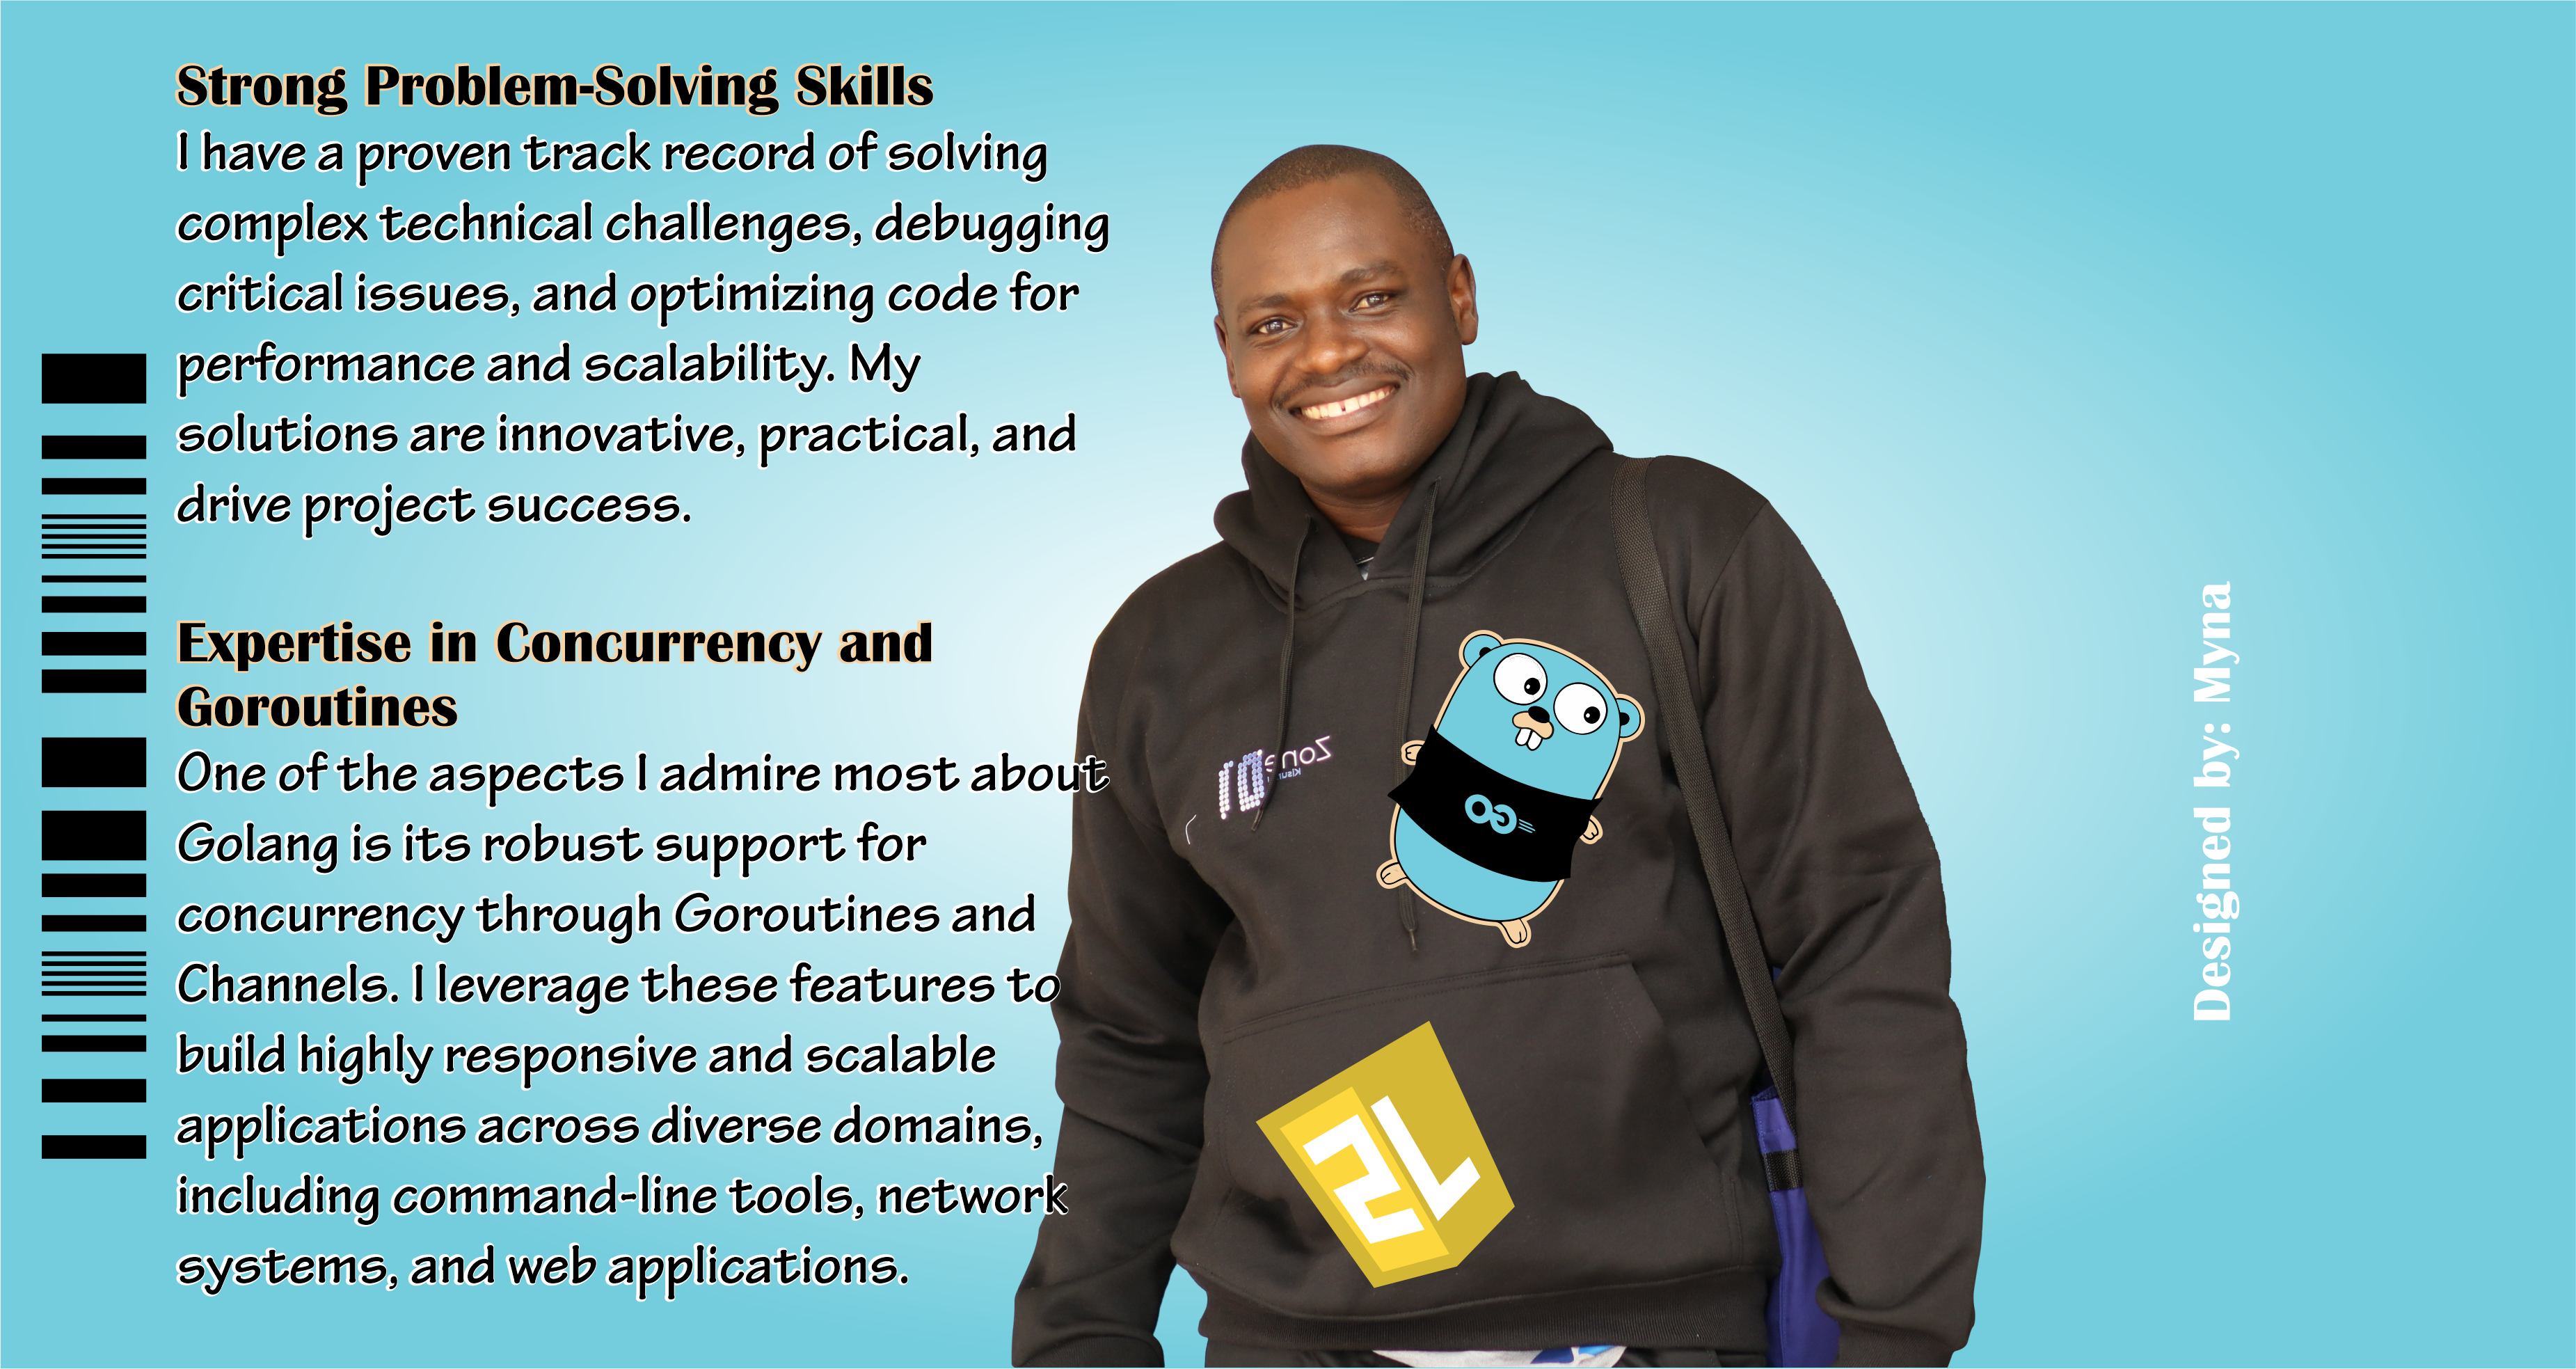 Strong Problem-Solving Skills
I have a proven track record of solving
complex technical challenges, debugging
critical issues, and optimizing code for
performance and scalability. My
solutions are innovative, practical, and
drive project success.
Expertise in Concurrency and
Goroutines
One of the aspects I admire most about
Golang is its robust support for
concurrency through Goroutines and
Channels. I leverage these features to
build highly responsive and scalable
applications across diverse domains,
including command-line tools, network
systems, and web applications.
Zone
01
GO
JS
Designed by: Myna